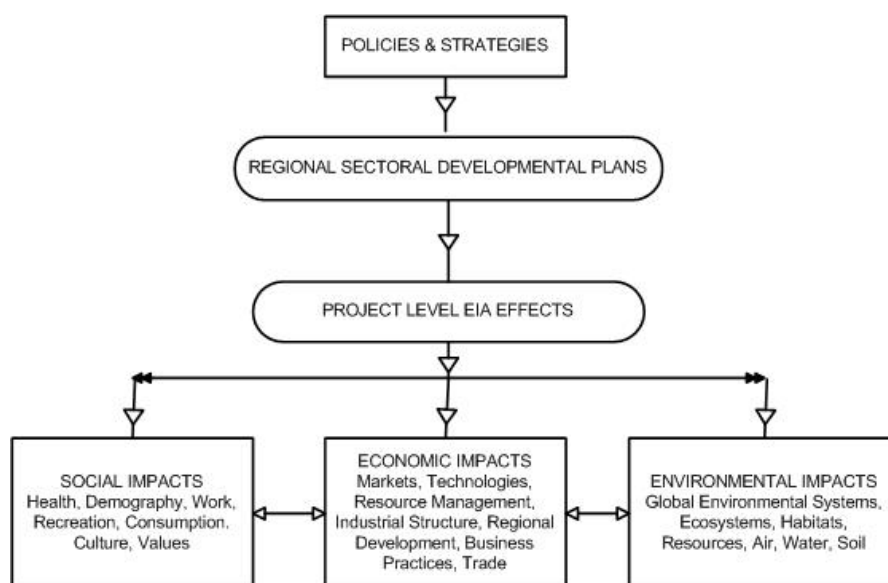 POLICIES & STRATEGIES
REGIONAL SECTORAL DEVELOPMENTAL PLANS
PROJECT LEVEL EIA EFFECTS
SOCIAL IMPACTS
Health, Demography, Work,
Recreation, Consumption.
Culture, Values
ECONOMIC IMPACTS
Markets, Technologies,
Resource Management,
Industrial Structure, Regional
Development, Business
Practices, Trade
ENVIRONMENTAL IMPACTS
Global Environmental Systems,
Ecosystems, Habitats,
Resources, Air, Water, Soil